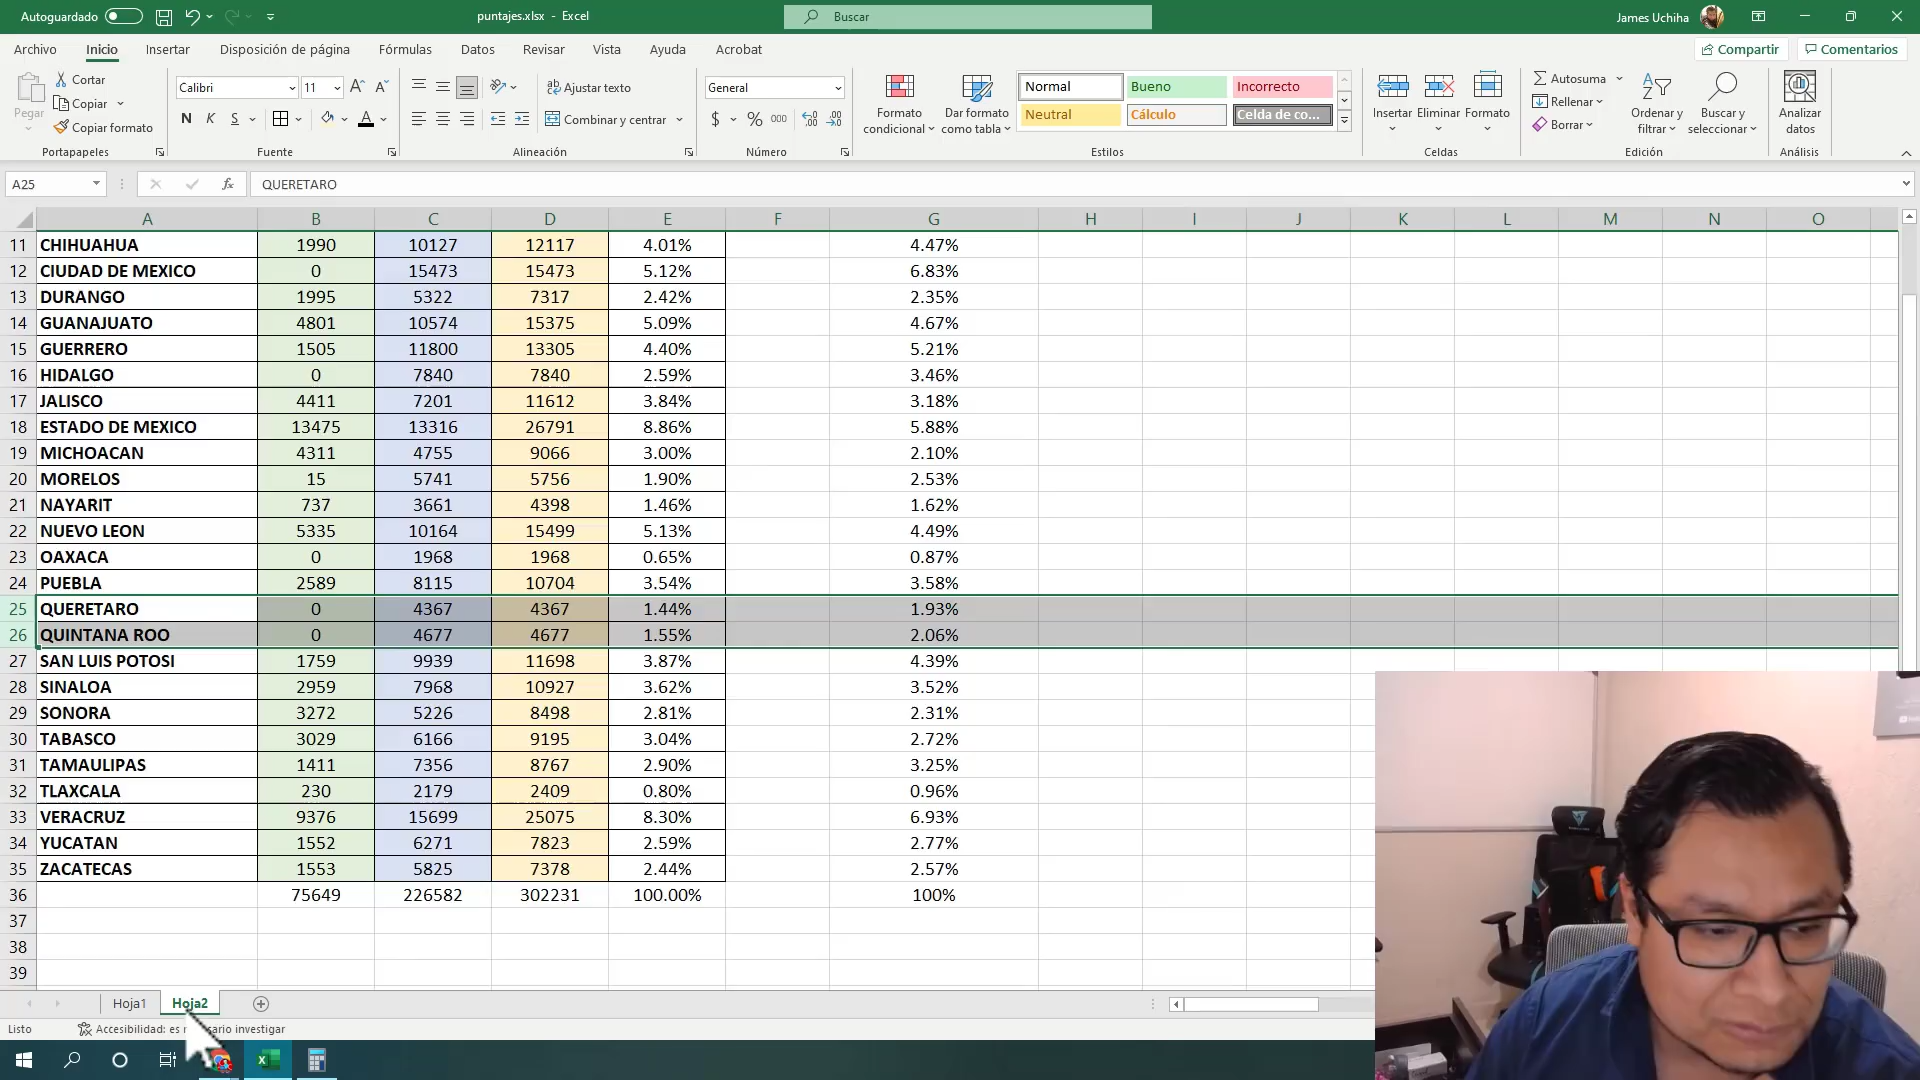 Autoguardado
puntajes.xlsx - Excel
Buscar
James Uchiha
Archivo Inicio Insertar Disposición de página Fórmulas Datos Revisar Vista Ayuda Acrobat
Compartir Comentarios
Pegar
Cortar
Copiar
Copiar formato
Portapapeles
Calibri 11
N K S
Fuente
Ajustar texto
Combinar y centrar
Alineación
General
$ % 000
Número
Formato condicional
Dar formato como tabla
Normal Bueno Incorrecto
Neutral Cálculo Celda de co...
Estilos
Insertar Eliminar Formato
Celdas
Autosuma
Rellenar
Borrar
Ordenar y filtrar
Buscar y seleccionar
Edición
Analizar datos
Análisis
A25 fx QUERETARO
A B C D E F G H I J K L M N O
11 CHIHUAHUA 1990 10127 12117 4.01% 4.47%
12 CIUDAD DE MEXICO 0 15473 15473 5.12% 6.83%
13 DURANGO 1995 5322 7317 2.42% 2.35%
14 GUANAJUATO 4801 10574 15375 5.09% 4.67%
15 GUERRERO 1505 11800 13305 4.40% 5.21%
16 HIDALGO 0 7840 7840 2.59% 3.46%
17 JALISCO 4411 7201 11612 3.84% 3.18%
18 ESTADO DE MEXICO 13475 13316 26791 8.86% 5.88%
19 MICHOACAN 4311 4755 9066 3.00% 2.10%
20 MORELOS 15 5741 5756 1.90% 2.53%
21 NAYARIT 737 3661 4398 1.46% 1.62%
22 NUEVO LEON 5335 10164 15499 5.13% 4.49%
23 OAXACA 0 1968 1968 0.65% 0.87%
24 PUEBLA 2589 8115 10704 3.54% 3.58%
25 QUERETARO 0 4367 4367 1.44% 1.93%
26 QUINTANA ROO 0 4677 4677 1.55% 2.06%
27 SAN LUIS POTOSI 1759 9939 11698 3.87% 4.39%
28 SINALOA 2959 7968 10927 3.62% 3.52%
29 SONORA 3272 5226 8498 2.81% 2.31%
30 TABASCO 3029 6166 9195 3.04% 2.72%
31 TAMAULIPAS 1411 7356 8767 2.90% 3.25%
32 TLAXCALA 230 2179 2409 0.80% 0.96%
33 VERACRUZ 9376 15699 25075 8.30% 6.93%
34 YUCATAN 1552 6271 7823 2.59% 2.77%
35 ZACATECAS 1553 5825 7378 2.44% 2.57%
36 75649 226582 302231 100.00% 100%
37
38
39
Hoja1 Hoja2
Listo Accesibilidad: es investigar